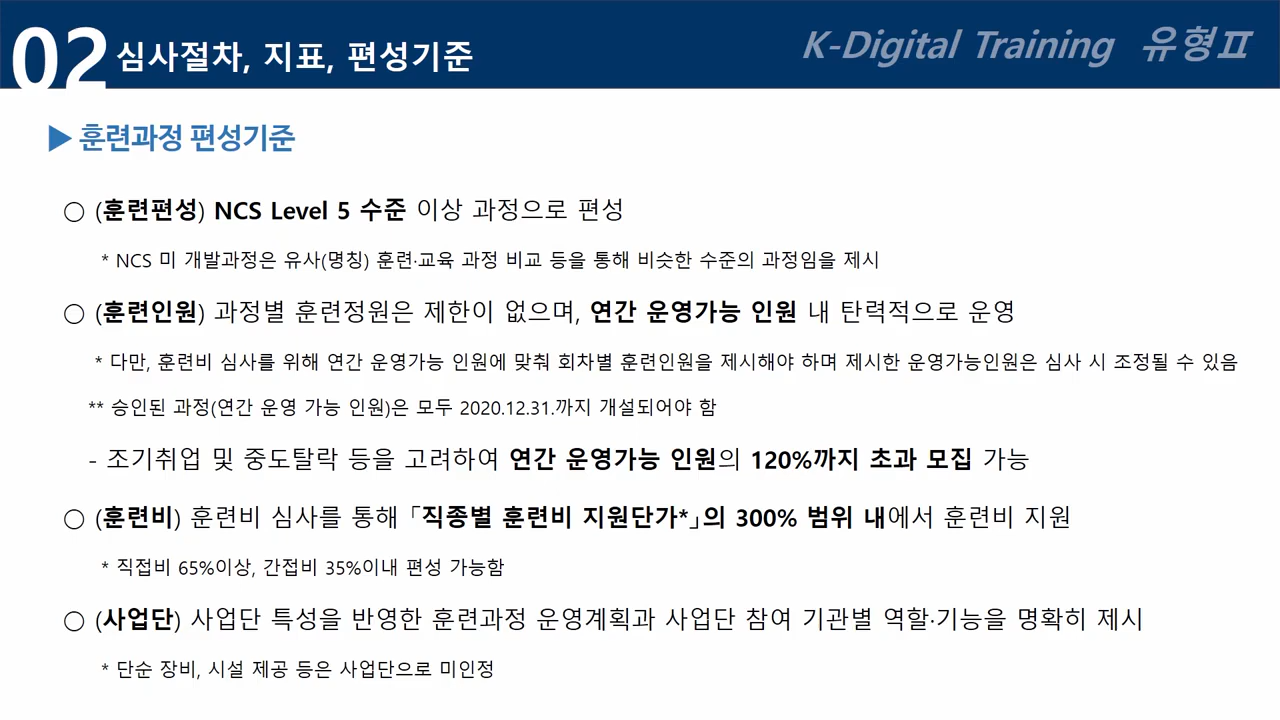 02 심사절차, 지표, 편성기준
K-Digital Training 유형Ⅱ
▶ 훈련과정 편성기준
○ (훈련편성) NCS Level 5 수준 이상 과정으로 편성
* NCS 미 개발과정은 유사(명칭) 훈련·교육 과정 비교 등을 통해 비슷한 수준의 과정임을 제시
○ (훈련인원) 과정별 훈련정원은 제한이 없으며, 연간 운영가능 인원 내 탄력적으로 운영
* 다만, 훈련비 심사를 위해 연간 운영가능 인원에 맞춰 회차별 훈련인원을 제시해야 하며 제시한 운영가능인원은 심사 시 조정될 수 있음
** 승인된 과정(연간 운영 가능 인원)은 모두 2020.12.31.까지 개설되어야 함
- 조기취업 및 중도탈락 등을 고려하여 연간 운영가능 인원의 120%까지 초과 모집 가능
○ (훈련비) 훈련비 심사를 통해 「직종별 훈련비 지원단가*」의 300% 범위 내에서 훈련비 지원
* 직접비 65%이상, 간접비 35%이내 편성 가능함
○ (사업단) 사업단 특성을 반영한 훈련과정 운영계획과 사업단 참여 기관별 역할·기능을 명확히 제시
* 단순 장비, 시설 제공 등은 사업단으로 미인정